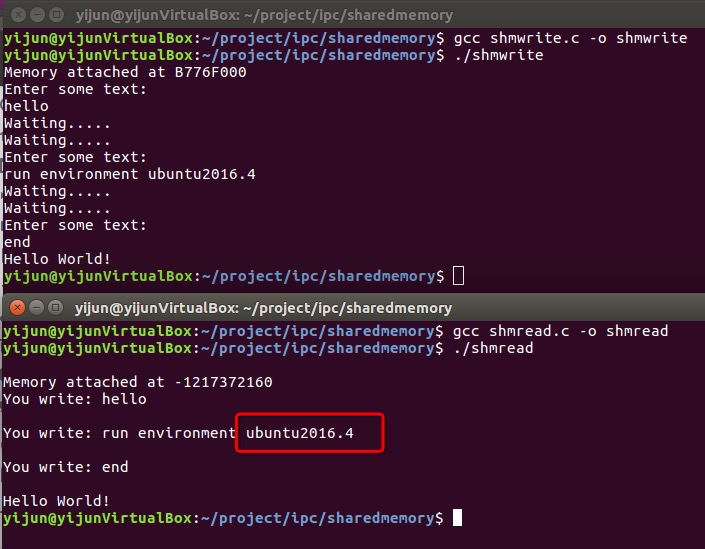 yijun@yijunVirtualBox: ~/project/ipc/sharedmemory
yijun@yijunVirtualBox:~/project/ipc/sharedmemory$ gcc shmwrite.c -o shmwrite
yijun@yijunVirtualBox:~/project/ipc/sharedmemory$ ./shmwrite
Memory attached at B776F000
Enter some text:
hello
Waiting.....
Waiting.....
Enter some text:
run environment ubuntu2016.4
Waiting.....
Waiting.....
Enter some text:
end
Hello World!
yijun@yijunVirtualBox:~/project/ipc/sharedmemory$
yijun@yijunVirtualBox: ~/project/ipc/sharedmemory
yijun@yijunVirtualBox:~/project/ipc/sharedmemory$ gcc shmread.c -o shmread
yijun@yijunVirtualBox:~/project/ipc/sharedmemory$ ./shmread
Memory attached at -1217372160
You write: hello
You write: run environment ubuntu2016.4
You write: end
Hello World!
yijun@yijunVirtualBox:~/project/ipc/sharedmemory$